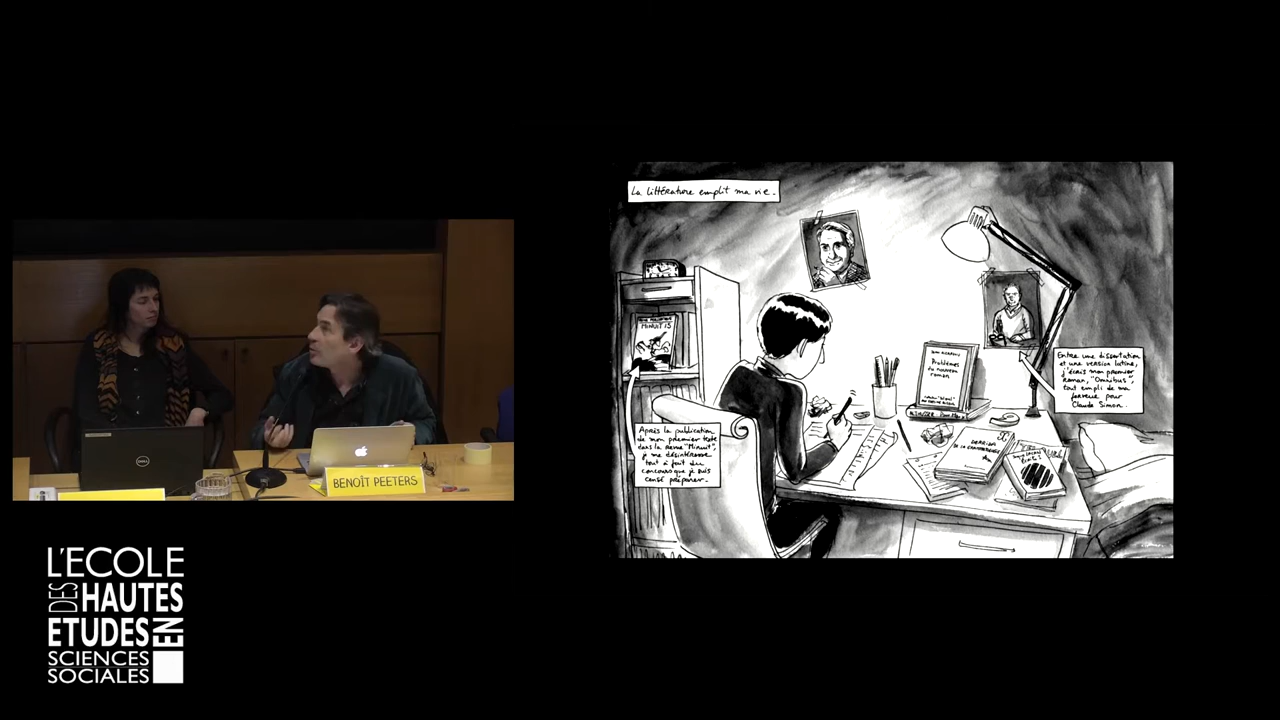 La littérature emplit ma vie.
MINUIT 15
Problèmes
du nouveau
roman
Entre une dissertation
et une version latine,
j'écris mon premier
roman, "Omnibus",
tout empli de ma
ferveur pour
Claude Simon.
Après la publication
de mon premier texte
dans la revue "Minuit",
je me désintéresse
tout à fait du
concours que je suis
censé préparer.
DERRIDA
DE LA GRAMMATOLOGIE
DELL
BENOÎT PEETERS
L'ECOLE
DES HAUTES
ETUDES EN
SCIENCES
SOCIALES